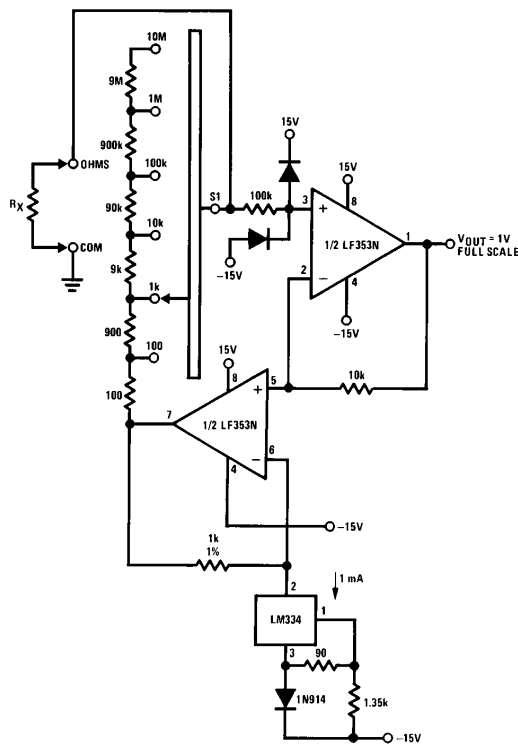 10M
9M
1M
15V
900k
OHMS
100k
S1
100k
15V
RX
90k
3
+
8
10k
1/2 LF353N
1
VOUT = 1V
FULL SCALE
COM
–15V
2
–
4
9k
1k
–15V
900
15V
100
8
5
+
10k
100
7
1/2 LF353N
6
–
4
1k
1%
–15V
2
1 mA
LM334
1
3
90
1N914
1.35k
–15V